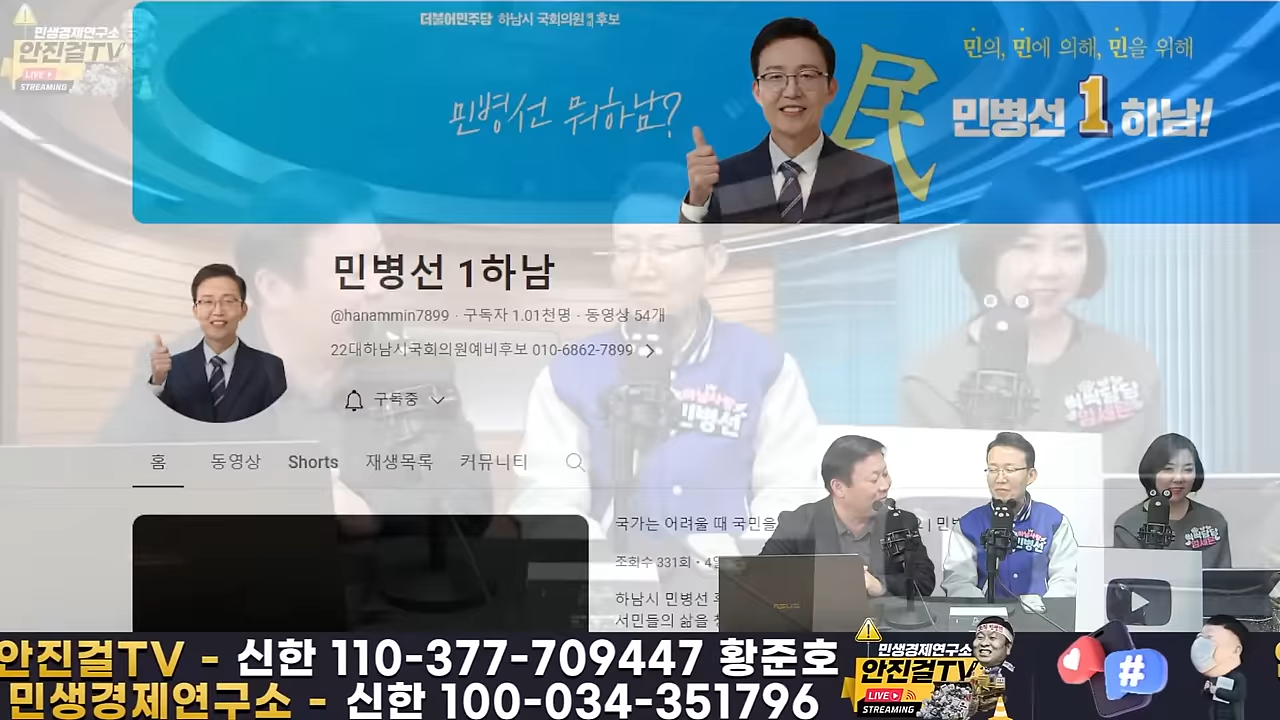 민생경제연구소
안진걸TV
LIVE
STREAMING
더불어민주당 하남시 국회의원 후보
민병선 뭐하남?
民
민의, 민에 의해, 민을 위해
민병선 1 하남!
민병선 1하남
@hanammin7899 · 구독자 1.01천명 · 동영상 54개
22대하남시국회의원예비후보 010-6862-7899
구독중
홈 동영상 Shorts 재생목록 커뮤니티
국가는 어려울 때 국민을
조회수 331회 · 4일
하남시 민병선
서민들의 삶을
민병선
민병선
안진걸TV - 신한 110-377-709447 황준호
민생경제연구소 - 신한 100-034-351796
민생경제연구소
안진걸TV
LIVE
STREAMING
#